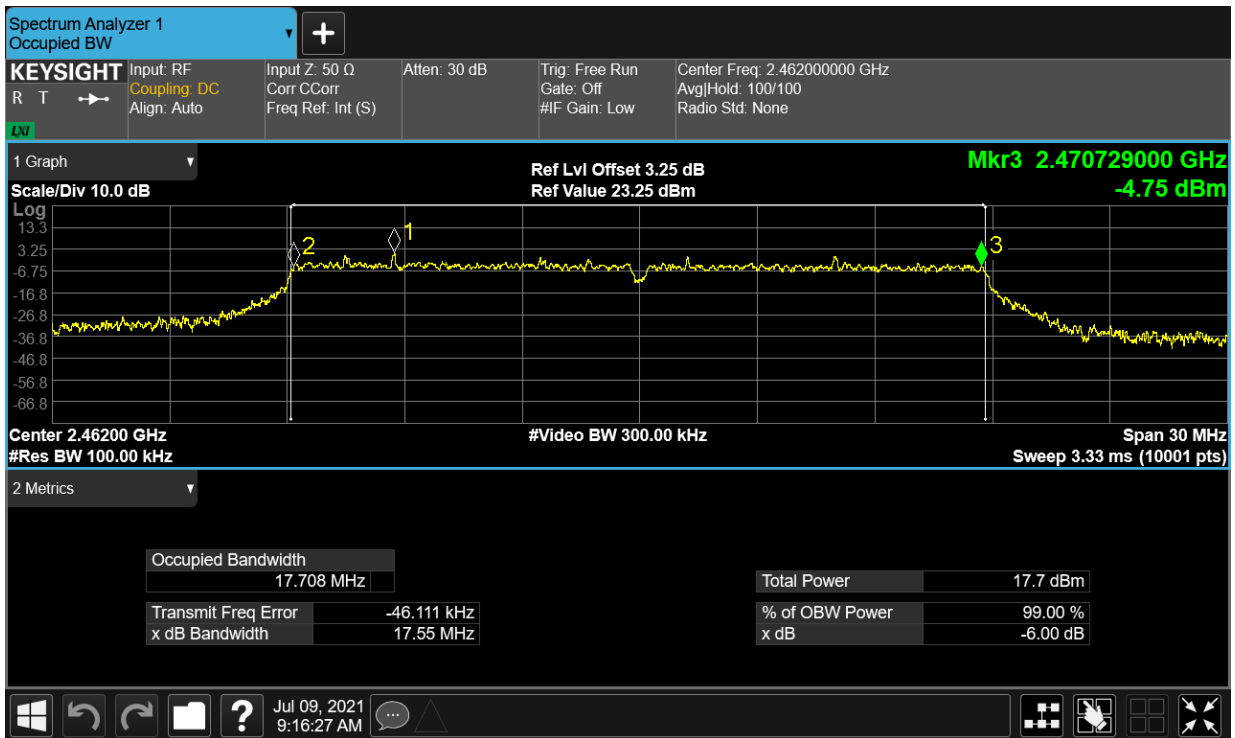 Spectrum Analyzer 1
Occupied BW
▼
+
KEYSIGHT
R T
LXI
Input: RF
Coupling: DC
Align: Auto
Input Z: 50 Ω
Corr CCorr
Freq Ref: Int (S)
Atten: 30 dB
Trig: Free Run
Gate: Off
#IF Gain: Low
Center Freq: 2.462000000 GHz
Avg|Hold: 100/100
Radio Std: None
1 Graph ▼
Scale/Div 10.0 dB
Ref Lvl Offset 3.25 dB
Ref Value 23.25 dBm
Mkr3 2.470729000 GHz
-4.75 dBm
Log
13.3
3.25
-6.75
-16.8
-26.8
-36.8
-46.8
-56.8
-66.8
2
1
3
Center 2.46200 GHz
#Res BW 100.00 kHz
#Video BW 300.00 kHz
Span 30 MHz
Sweep 3.33 ms (10001 pts)
2 Metrics ▼
Occupied Bandwidth
17.708 MHz
Transmit Freq Error -46.111 kHz
x dB Bandwidth 17.55 MHz
Total Power 17.7 dBm
% of OBW Power 99.00 %
x dB -6.00 dB
?
Jul 09, 2021
9:16:27 AM